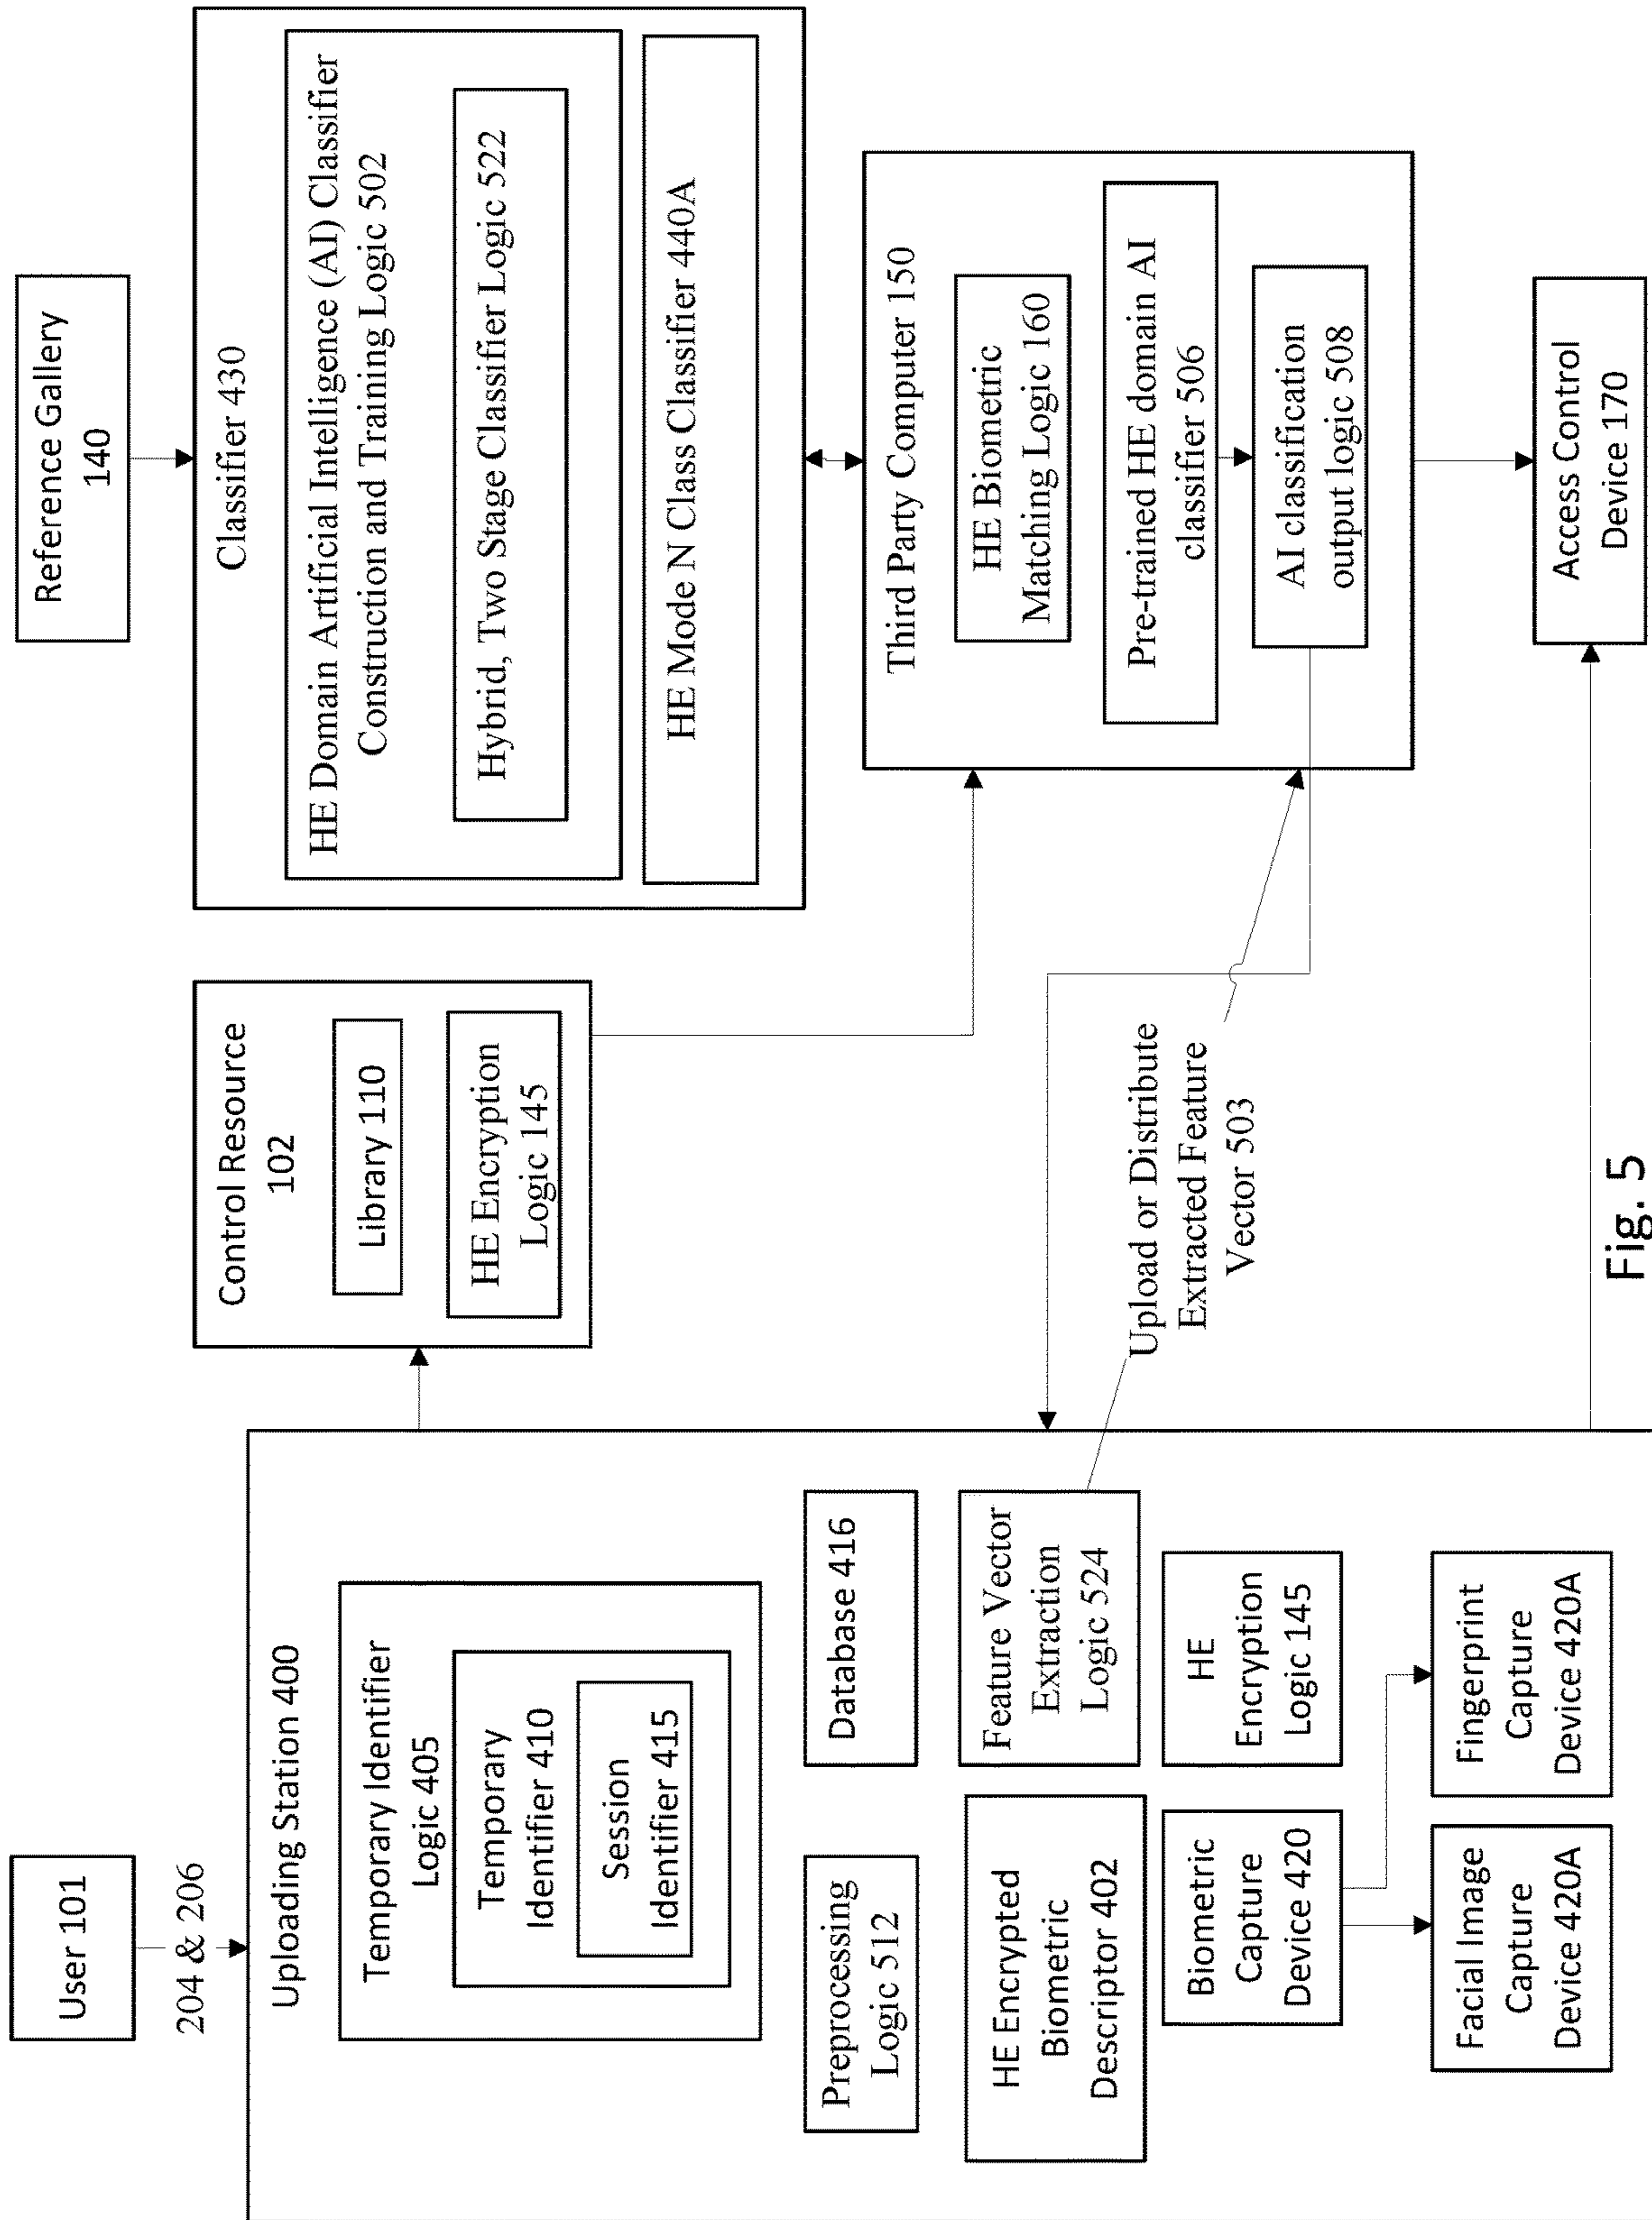 User 101
204 & 206
Uploading Station 400
Temporary Identifier
Logic 405
Temporary
Identifier 410
Session
Identifier 415
Preprocessing
Logic 512
Database 416
HE Encrypted
Biometric
Descriptor 402
Feature Vector
Extraction
Logic 524
Biometric
Capture
Device 420
HE
Encryption
Logic 145
Facial Image
Capture
Device 420A
Fingerprint
Capture
Device 420A
Control Resource
102
Library 110
HE Encryption
Logic 145
Upload or Distribute
Extracted Feature
Vector 503
Reference Gallery
140
Classifier 430
HE Domain Artificial Intelligence (AI) Classifier
Construction and Training Logic 502
Hybrid, Two Stage Classifier Logic 522
HE Mode N Class Classifier 440A
Third Party Computer 150
HE Biometric
Matching Logic 160
Pre-trained HE domain AI
classifier 506
AI classification
output logic 508
Access Control
Device 170
Fig. 5